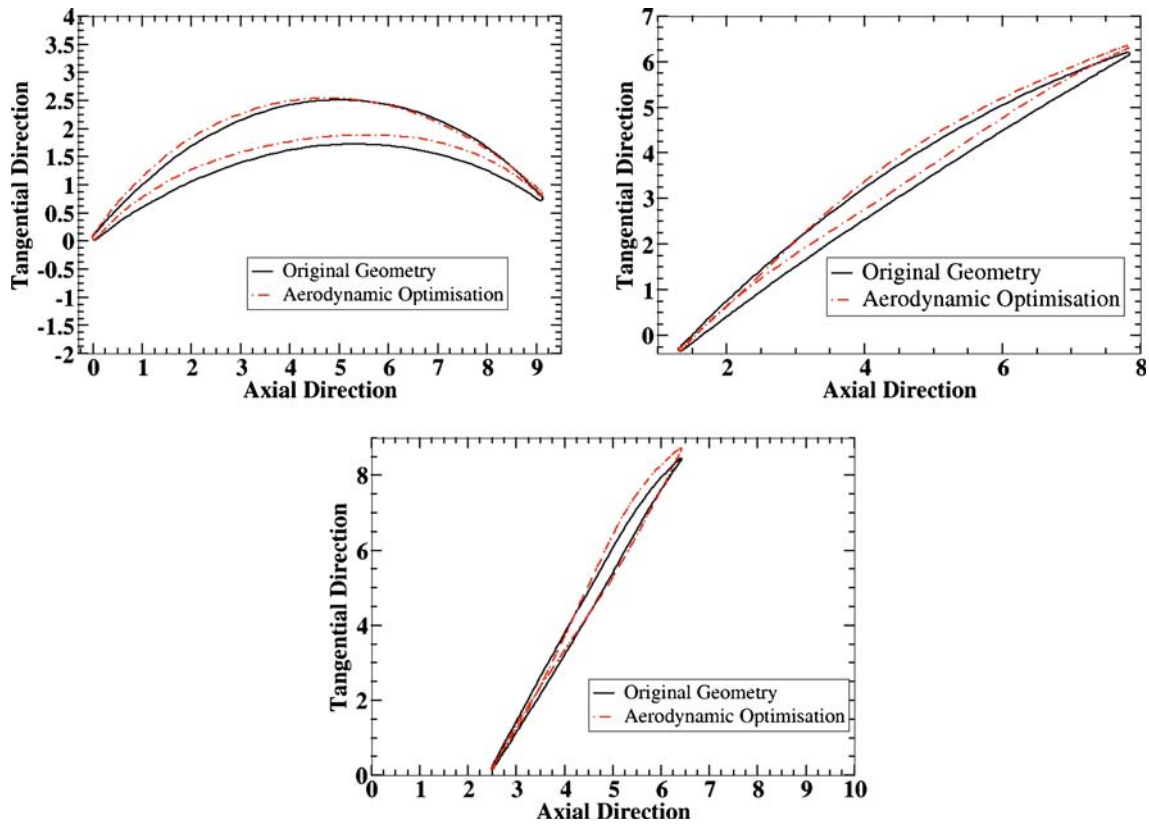 4
3.5
3
2.5
2
1.5
1
0.5
0
-0.5
-1
-1.5
-2
Tangential Direction
Original Geometry
Aerodynamic Optimisation
0 1 2 3 4 5 6 7 8 9
Axial Direction
7
6
5
4
3
2
1
0
Tangential Direction
Original Geometry
Aerodynamic Optimisation
2 4 6 8
Axial Direction
8
6
4
2
0
Tangential Direction
Original Geometry
Aerodynamic Optimisation
0 1 2 3 4 5 6 7 8 9 10
Axial Direction